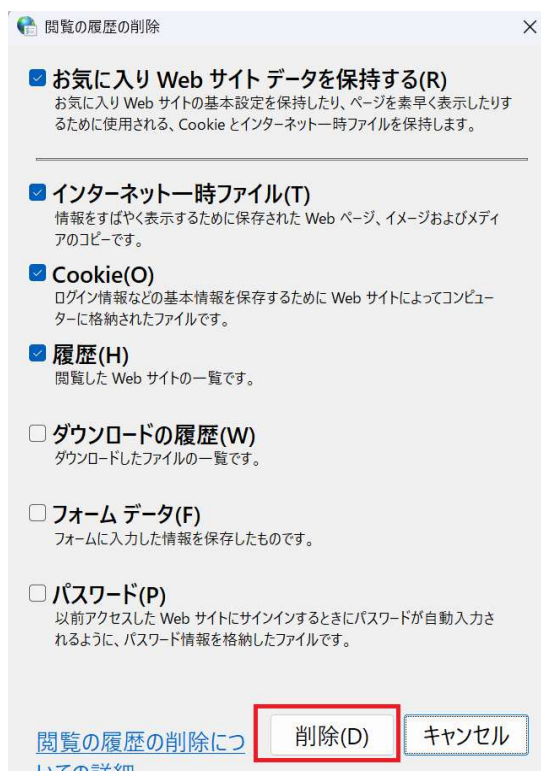 閲覧の履歴の削除
お気に入り Web サイト データを保持する(R)
お気に入り Web サイトの基本設定を保持したり、ページを素早く表示したりす
るために使用される、Cookie とインターネット一時ファイルを保持します。
インターネット一時ファイル(T)
情報をすばやく表示するために保存された Web ページ、イメージおよびメディ
アのコピーです。
Cookie(O)
ログイン情報などの基本情報を保存するために Web サイトによってコンピュー
ターに格納されたファイルです。
履歴(H)
閲覧した Web サイトの一覧です。
ダウンロードの履歴(W)
ダウンロードしたファイルの一覧です。
フォーム データ(F)
フォームに入力した情報を保存したものです。
パスワード(P)
以前アクセスした Web サイトにサインインするときにパスワードが自動入力さ
れるように、パスワード情報を格納したファイルです。
閲覧の履歴の削除につ
いての詳細
削除(D)
キャンセル